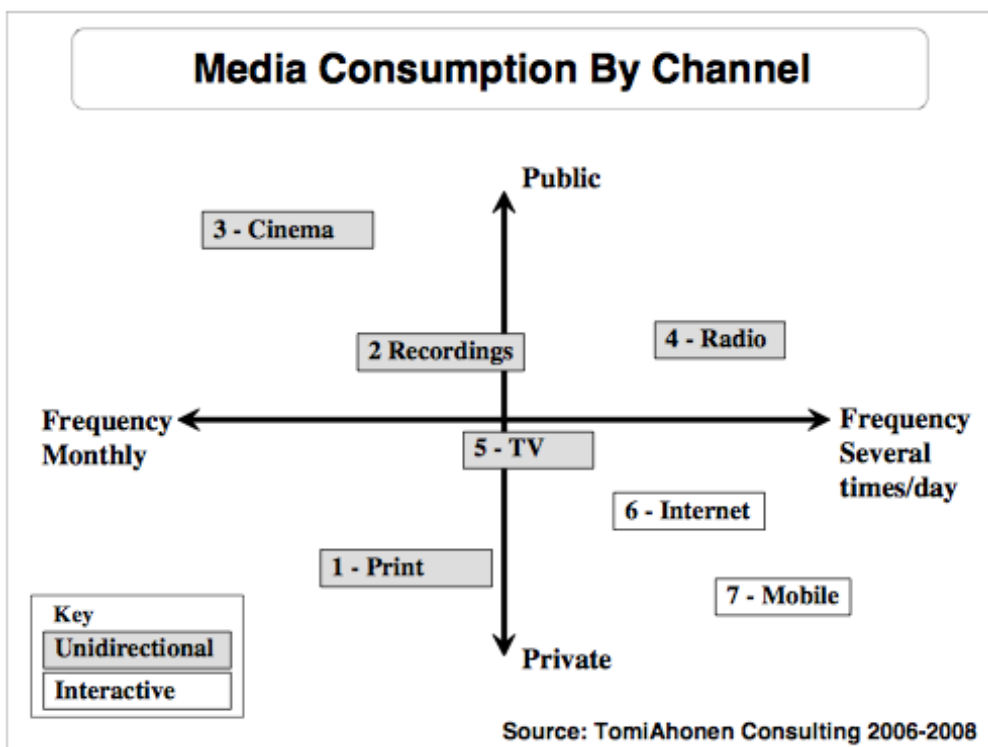 Media Consumption By Channel
Public
3 - Cinema
2 Recordings
4 - Radio
Frequency
Monthly
Frequency
Several
times/day
5 - TV
6 - Internet
1 - Print
7 - Mobile
Key
Unidirectional
Interactive
Private
Source: TomiAhonen Consulting 2006-2008